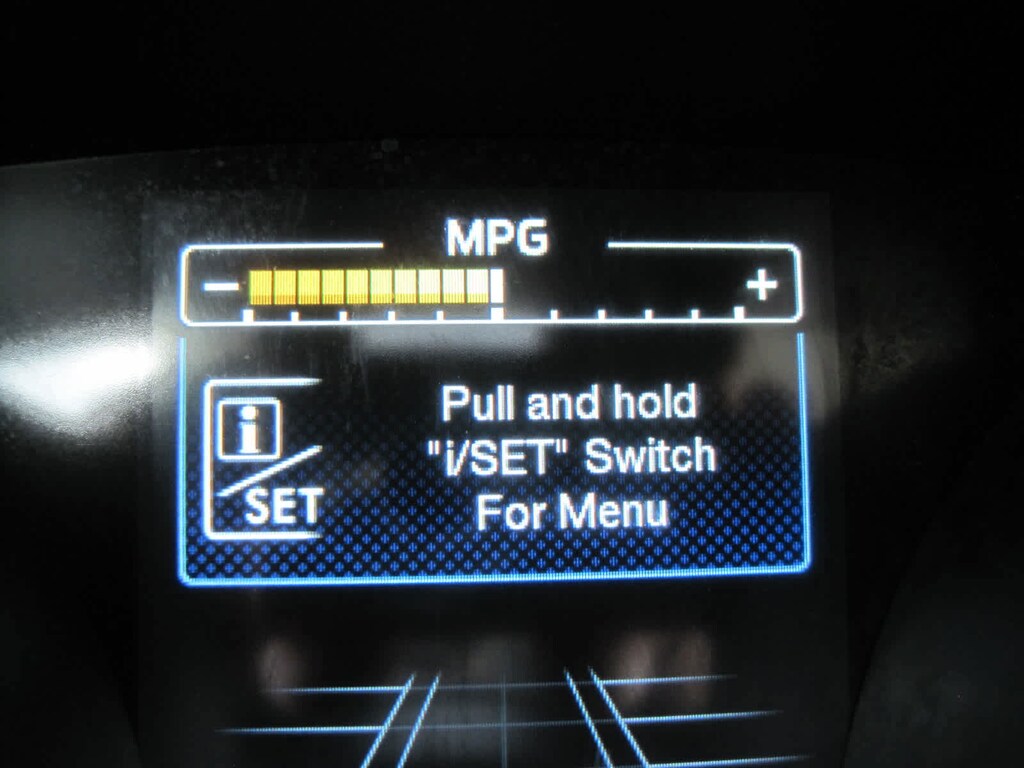 MPG
- +
i
SET
Pull and hold
"i/SET" Switch
For Menu